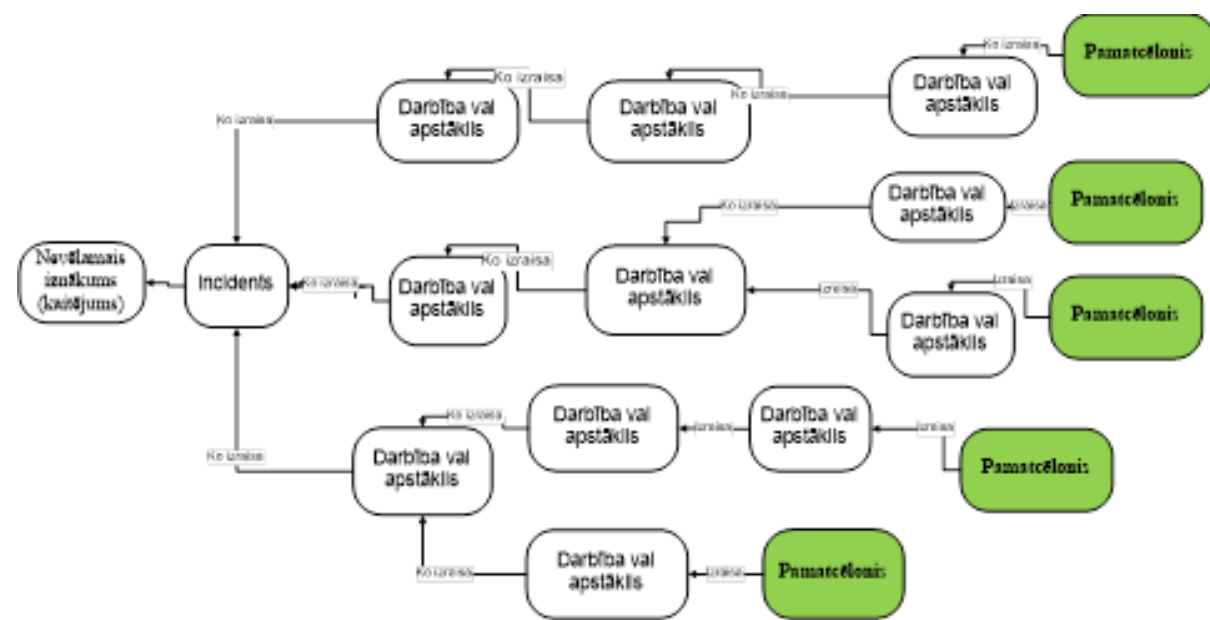 Pamatcēlonis
Ko izraisa
Darbība vai
apstāklis
Ko izraisa
Darbība vai
apstāklis
Ko izraisa
Darbība vai
apstāklis
Ko izraisa
Pamatcēlonis
Izraisa
Darbība vai
apstāklis
Ko izraisa
Nevēlamais
iznākums
(kaitējums)
Incidents
Ko izraisa
Darbība vai
apstāklis
Ko izraisa
Darbība vai
apstāklis
Izraisa
Darbība vai
apstāklis
Izraisa
Pamatcēlonis
Ko izraisa
Darbība vai
apstāklis
Ko izraisa
Darbība vai
apstāklis
Izraisa
Darbība vai
apstāklis
Izraisa
Pamatcēlonis
Ko izraisa
Darbība vai
apstāklis
Izraisa
Pamatcēlonis